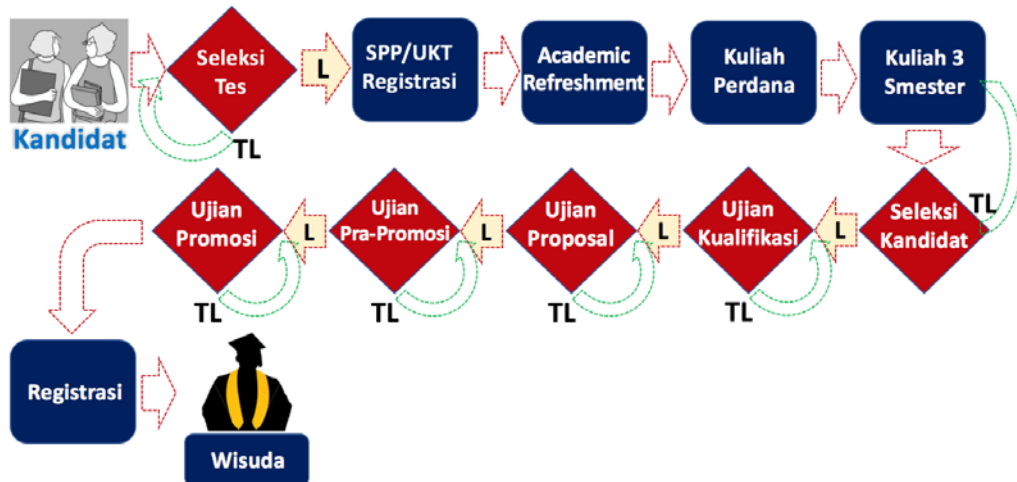 Kandidat
Seleksi
Tes
TL
L
SPP/UKT
Registrasi
Academic
Refreshment
Kuliah
Perdana
Kuliah 3
Smester
TL
Seleksi
Kandidat
L
Ujian
Kualifikasi
TL
L
Ujian
Proposal
TL
L
Ujian
Pra-Promosi
TL
L
Ujian
Promosi
TL
Registrasi
Wisuda